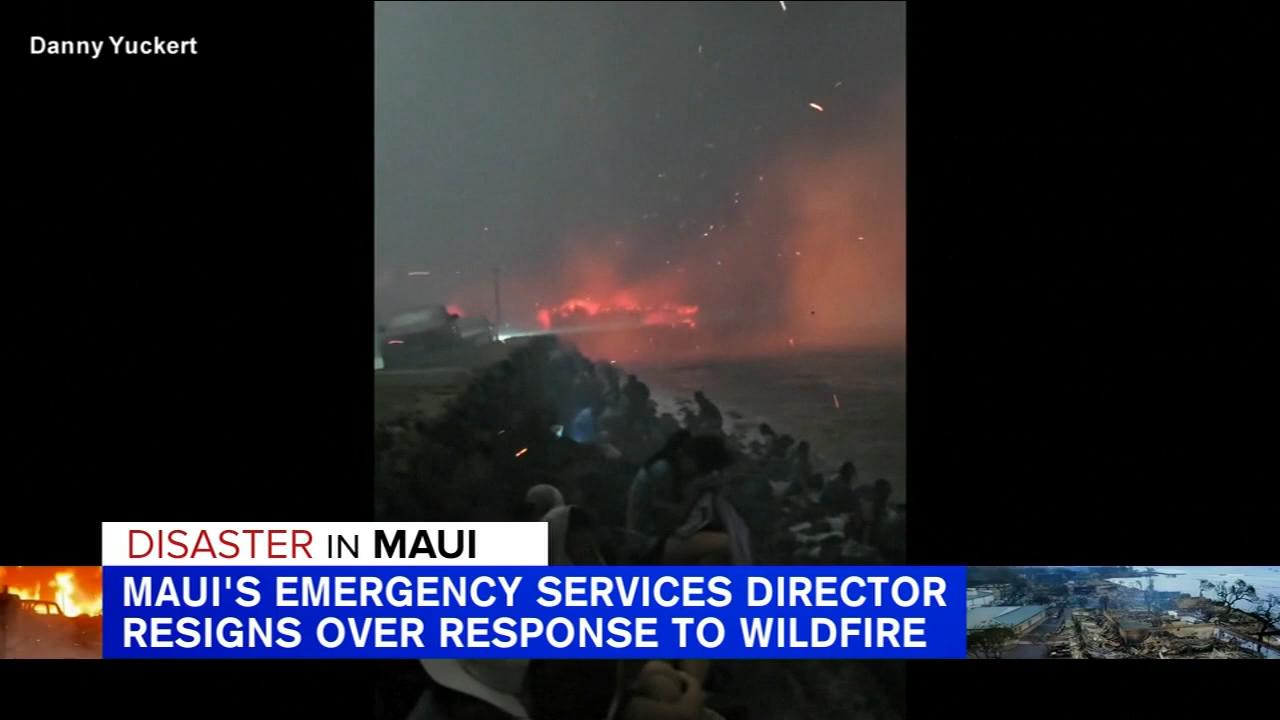 Danny Yuckert
DISASTER IN MAUI
MAUI'S EMERGENCY SERVICES DIRECTOR
RESIGNS OVER RESPONSE TO WILDFIRE